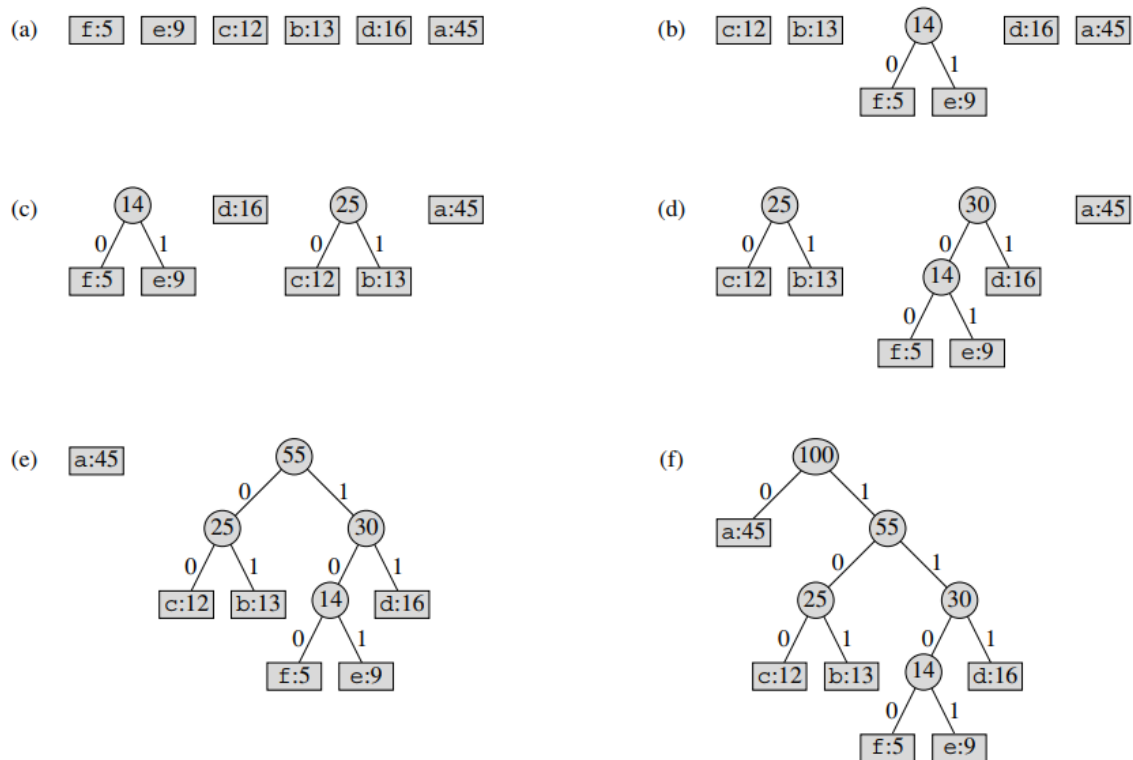 (a) f:5 e:9 c:12 b:13 d:16 a:45
(b) c:12 b:13 14 d:16 a:45
0 1
f:5 e:9
(c) 14 d:16 25 a:45
0 1 0 1
f:5 e:9 c:12 b:13
(d) 25 30 a:45
0 1 0 1
c:12 b:13 14 d:16
0 1
f:5 e:9
(e) a:45 55
0 1
25 30
0 1 0 1
c:12 b:13 14 d:16
0 1
f:5 e:9
(f) 100
0 1
a:45 55
0 1
25 30
0 1 0 1
c:12 b:13 14 d:16
0 1
f:5 e:9